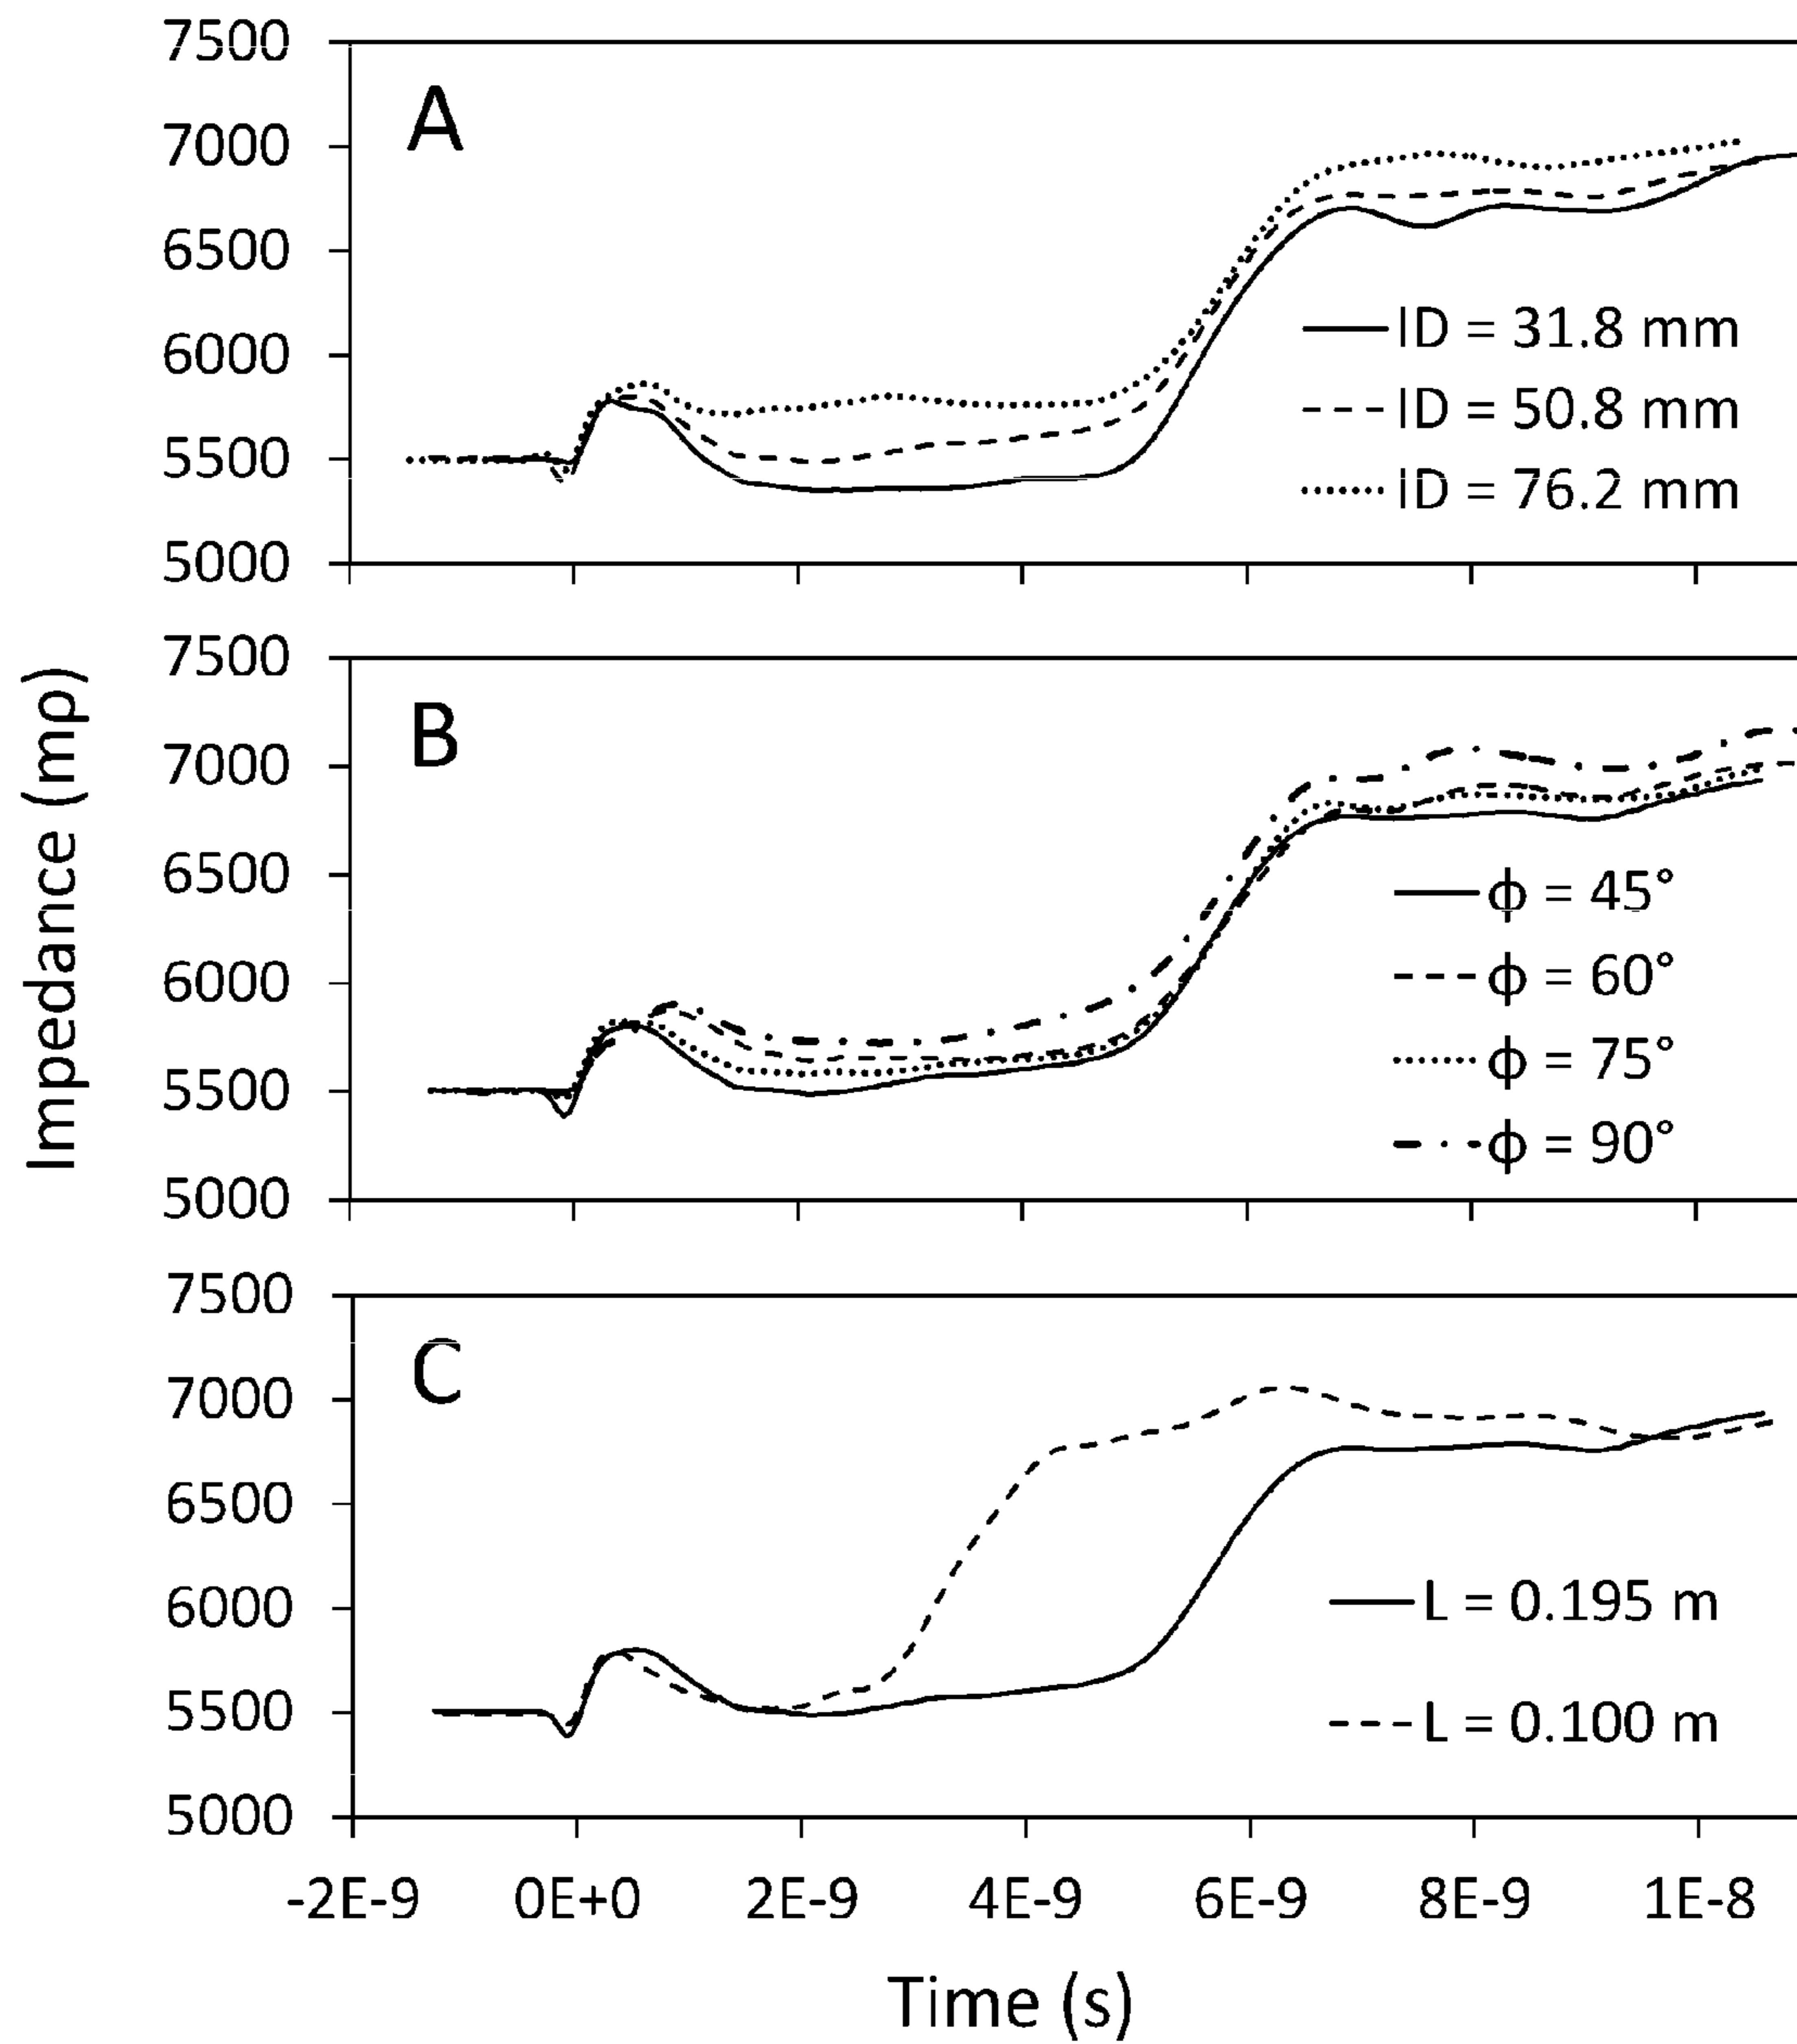 7500
A
7000
6500
6000
5500
5000
ID = 31.8 mm
ID = 50.8 mm
ID = 76.2 mm
Impedance (mρ)
7500
B
7000
6500
6000
5500
5000
ϕ = 45°
ϕ = 60°
ϕ = 75°
ϕ = 90°
7500
C
7000
6500
6000
5500
5000
L = 0.195 m
L = 0.100 m
-2E-9 0E+0 2E-9 4E-9 6E-9 8E-9 1E-8
Time (s)